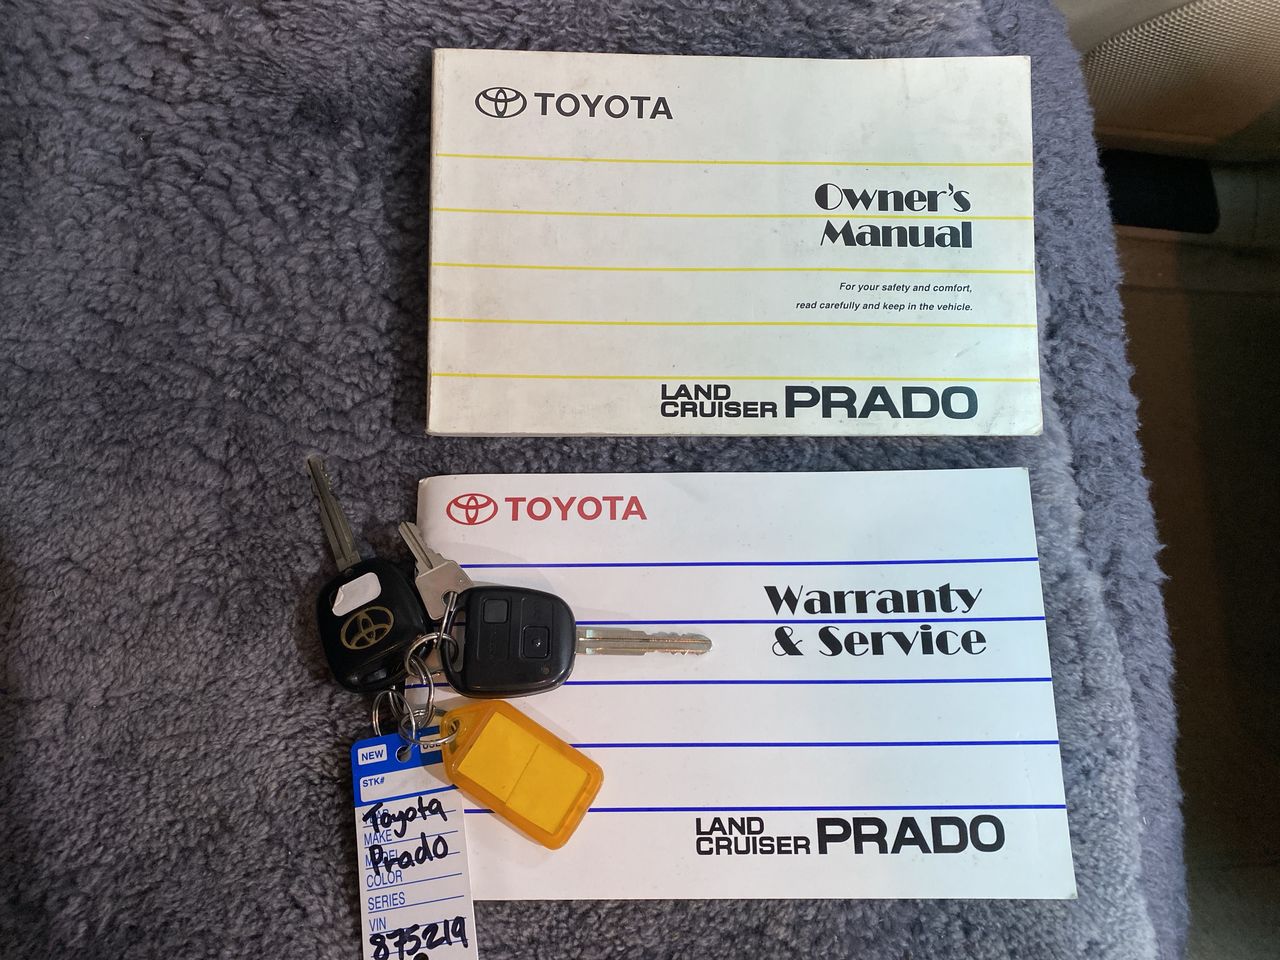 TOYOTA
Owner's
Manual
For your safety and comfort,
read carefully and keep in the vehicle.
LAND
CRUISER PRADO
TOYOTA
Warranty
& Service
LAND
CRUISER PRADO
NEW
STK#
Toyota
MAKE
Prado
COLOR
SERIES
VIN
875219